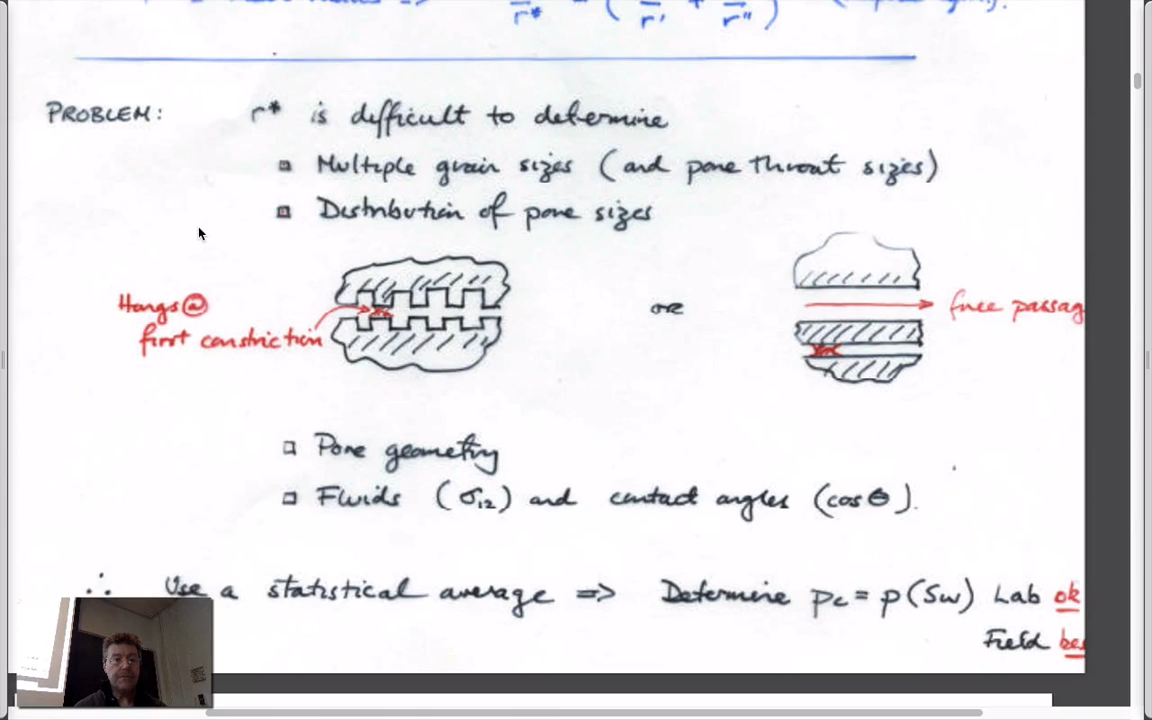 r* r' + r"
PROBLEM: r* is difficult to determine
Multiple grain sizes (and pore throat sizes)
Distribution of pore sizes
Hangs @
first constriction
or
free passag
Pore geometry
Fluids (σ12) and contact angles (cos θ).
∴ Use a statistical average => Determine pc = p(Sw) Lab ok
Field